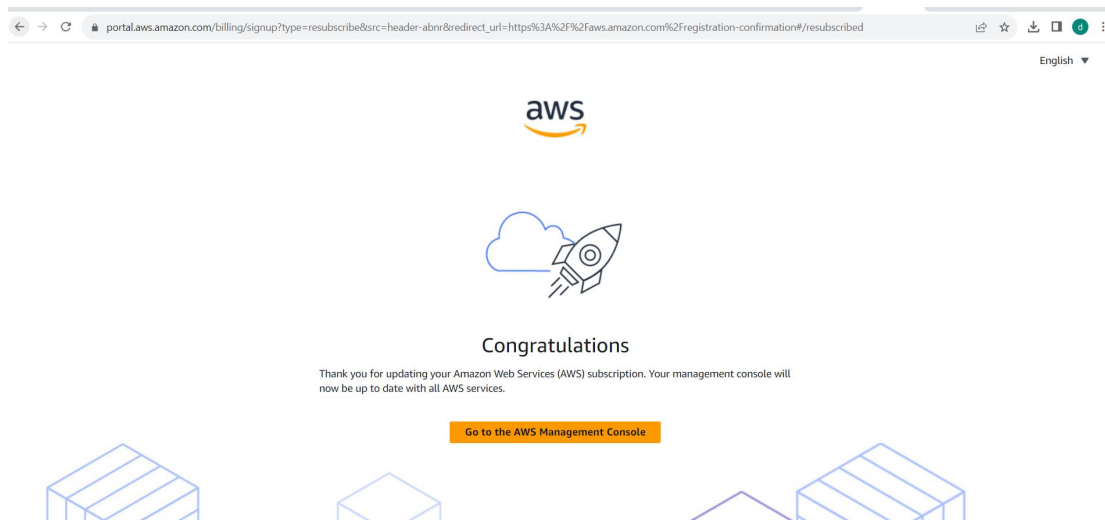 portal.aws.amazon.com/billing/signup?type=resubscribe&src=header-abnr&redirect_url=https%3A%2F%2Faws.amazon.com%2Fregistration-confirmation#/resubscribed
d
English
aws
Congratulations
Thank you for updating your Amazon Web Services (AWS) subscription. Your management console will
now be up to date with all AWS services.
Go to the AWS Management Console